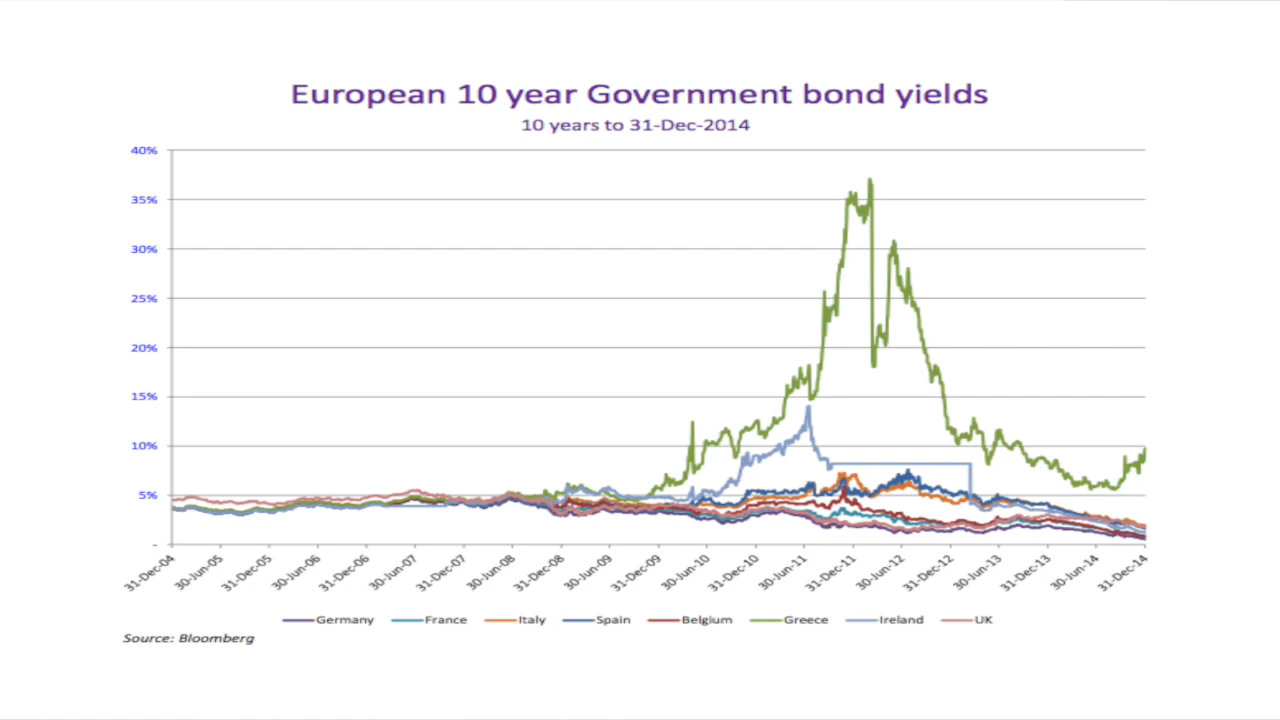 European 10 year Government bond yields
10 years to 31-Dec-2014
40%
35%
30%
25%
20%
15%
10%
5%
-
31-Dec-04 30-Jun-05 31-Dec-05 30-Jun-06 31-Dec-06 30-Jun-07 31-Dec-07 30-Jun-08 31-Dec-08 30-Jun-09 31-Dec-09 30-Jun-10 31-Dec-10 30-Jun-11 31-Dec-11 30-Jun-12 31-Dec-12 30-Jun-13 31-Dec-13 30-Jun-14 31-Dec-14
Germany France Italy Spain Belgium Greece Ireland UK
Source: Bloomberg